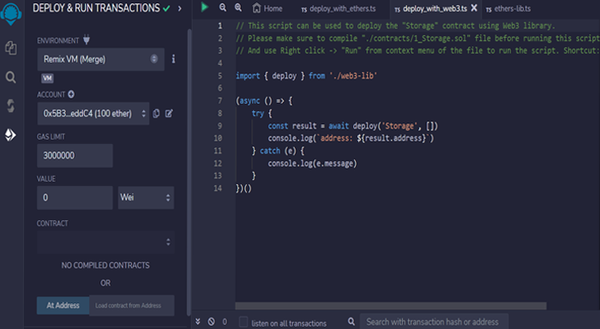 DEPLOY & RUN TRANSACTIONS
ENVIRONMENT
Remix VM (Merge)
VM
ACCOUNT
0x5B3...eddC4 (100 ether)
GAS LIMIT
3000000
VALUE
0 Wei
CONTRACT
NO COMPILED CONTRACTS
OR
At Address Load contract from Address
Home TS deploy_with_ethers.ts TS deploy_with_web3.ts TS ethers-lib.ts
1 // This script can be used to deploy the "Storage" contract using Web3 library.
2 // Please make sure to compile "./contracts/1_Storage.sol" file before running this script
3 // And use Right click -> "Run" from context menu of the file to run the script. Shortcut:
4
5 import { deploy } from './web3-lib'
6
7 (async () => {
8 try {
9 const result = await deploy('Storage', [])
10 console.log(`address: ${result.address}`)
11 } catch (e) {
12 console.log(e.message)
13 }
14 })()
0 listen on all transactions Search with transaction hash or address